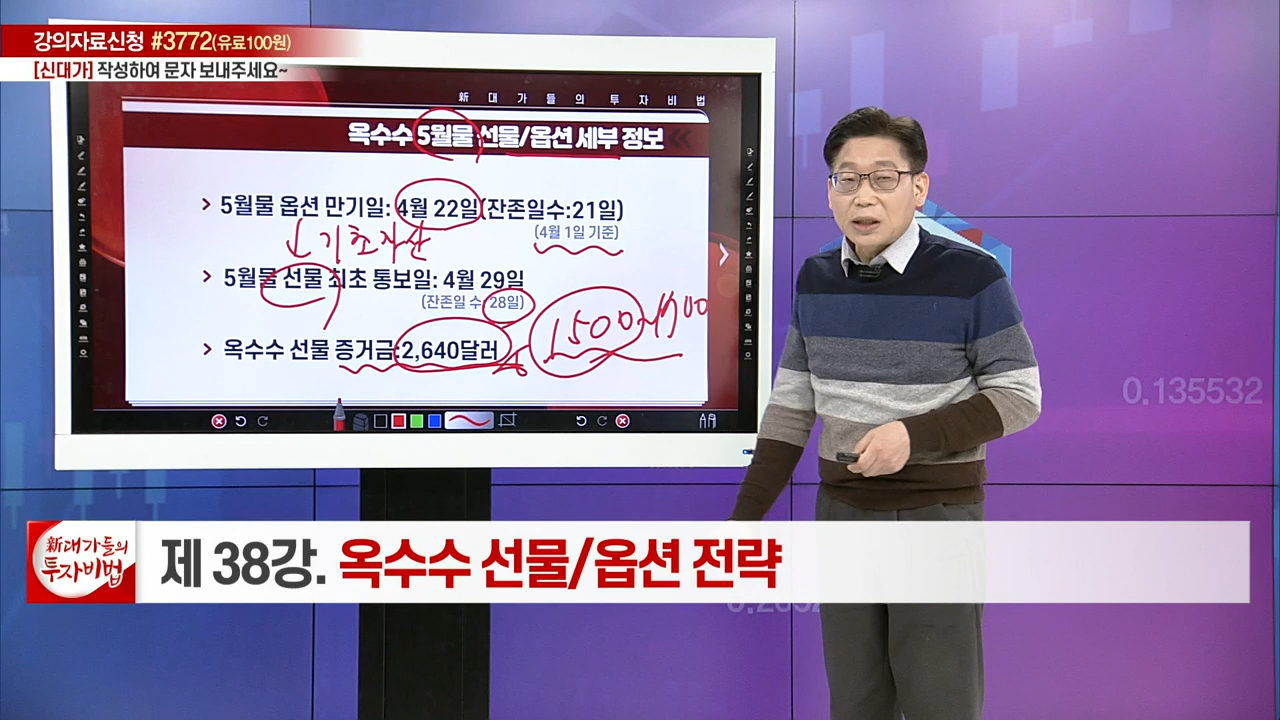 강의자료신청 #3772(유료100원)
[신대가] 작성하여 문자 보내주세요~
新 대 가 들 의 투 자 비 법
옥수수 5월물 선물/옵션 세부 정보
5월물 옵션 만기일: 4월 22일(잔존일수:21일)
(4월 1일 기준)
기초자산
5월물 선물 최초 통보일: 4월 29일
(잔존일 수: 28일)
옥수수 선물 증거금:2,640달러
1500
0.135532
新대가들의
투자비법
제 38강. 옥수수 선물/옵션 전략